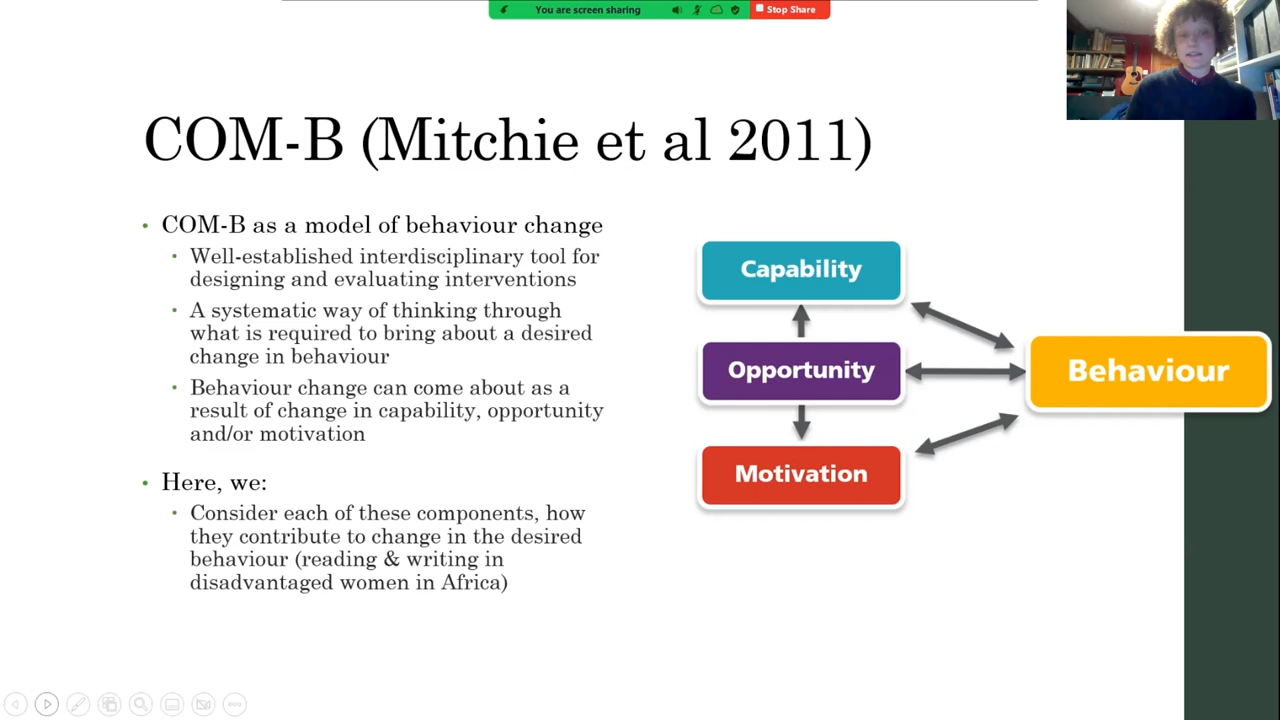 You are screen sharing
Stop Share
COM-B (Mitchie et al 2011)
• COM-B as a model of behaviour change
• Well-established interdisciplinary tool for
designing and evaluating interventions
• A systematic way of thinking through
what is required to bring about a desired
change in behaviour
• Behaviour change can come about as a
result of change in capability, opportunity
and/or motivation
• Here, we:
• Consider each of these components, how
they contribute to change in the desired
behaviour (reading & writing in
disadvantaged women in Africa)
Capability
Opportunity
Motivation
Behaviour